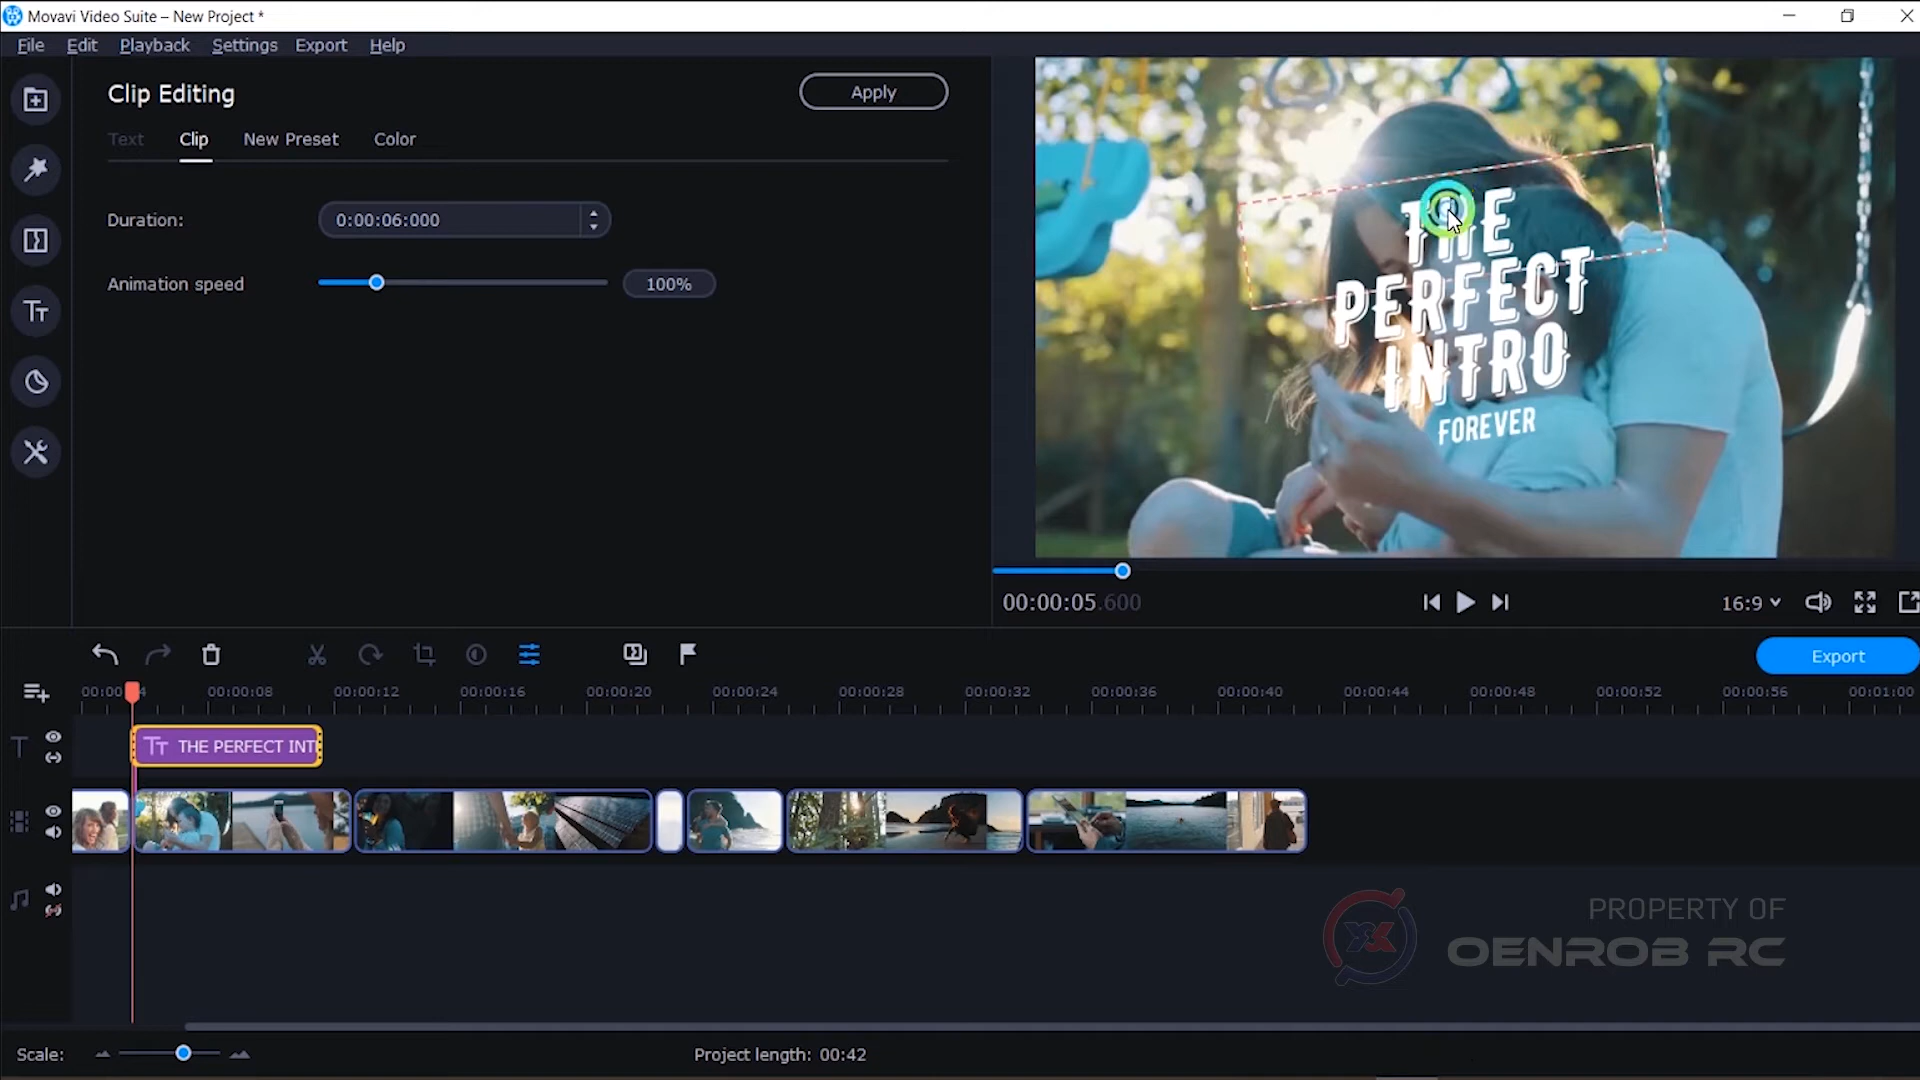 Movavi Video Suite – New Project *
File Edit Playback Settings Export Help
Clip Editing
Apply
Text Clip New Preset Color
Duration: 0:00:06:000
Animation speed 100%
THE
PERFECT
INTRO
FOREVER
00:00:05.600
16:9
Export
00:00:08 00:00:12 00:00:16 00:00:20 00:00:24 00:00:28 00:00:32 00:00:36 00:00:40 00:00:44 00:00:48 00:00:52 00:00:56 00:01:00
THE PERFECT INT
PROPERTY OF
OENROB RC
Scale: Project length: 00:42